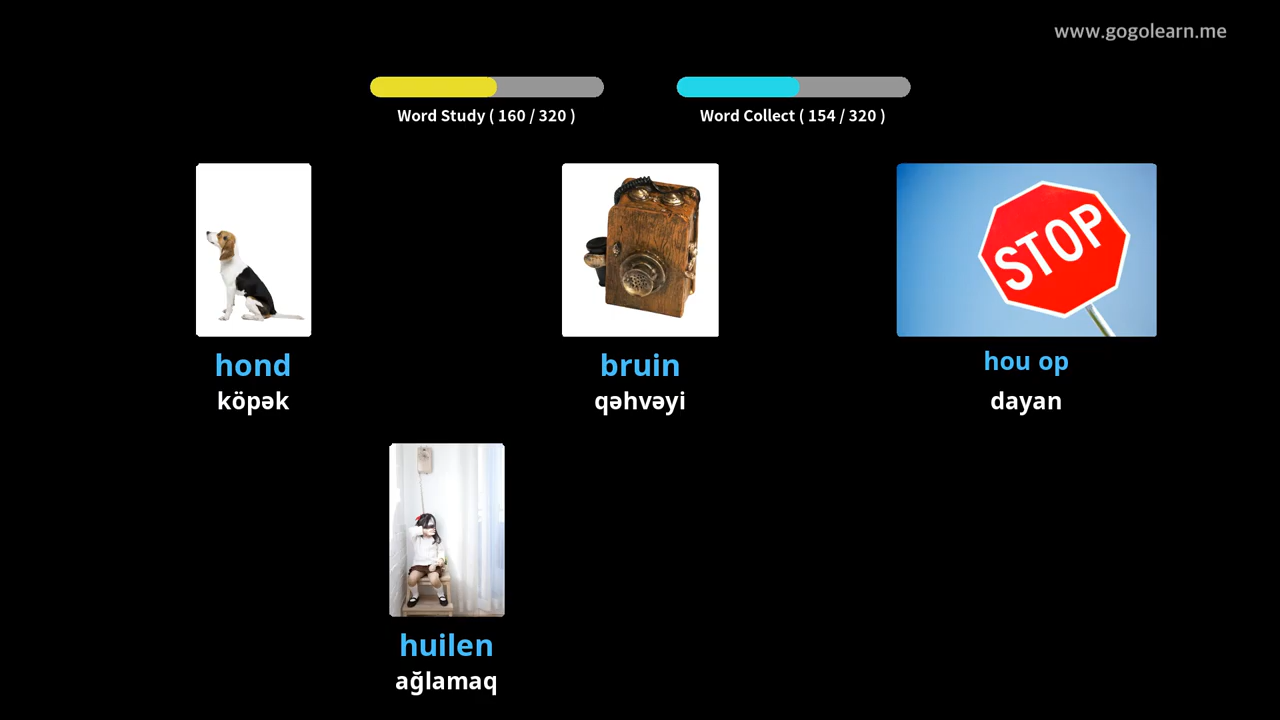 www.gogolearn.me
Word Study ( 160 / 320 )
Word Collect ( 154 / 320 )
STOP
hond
bruin
hou op
köpək
qəhvəyi
dayan
huilen
ağlamaq